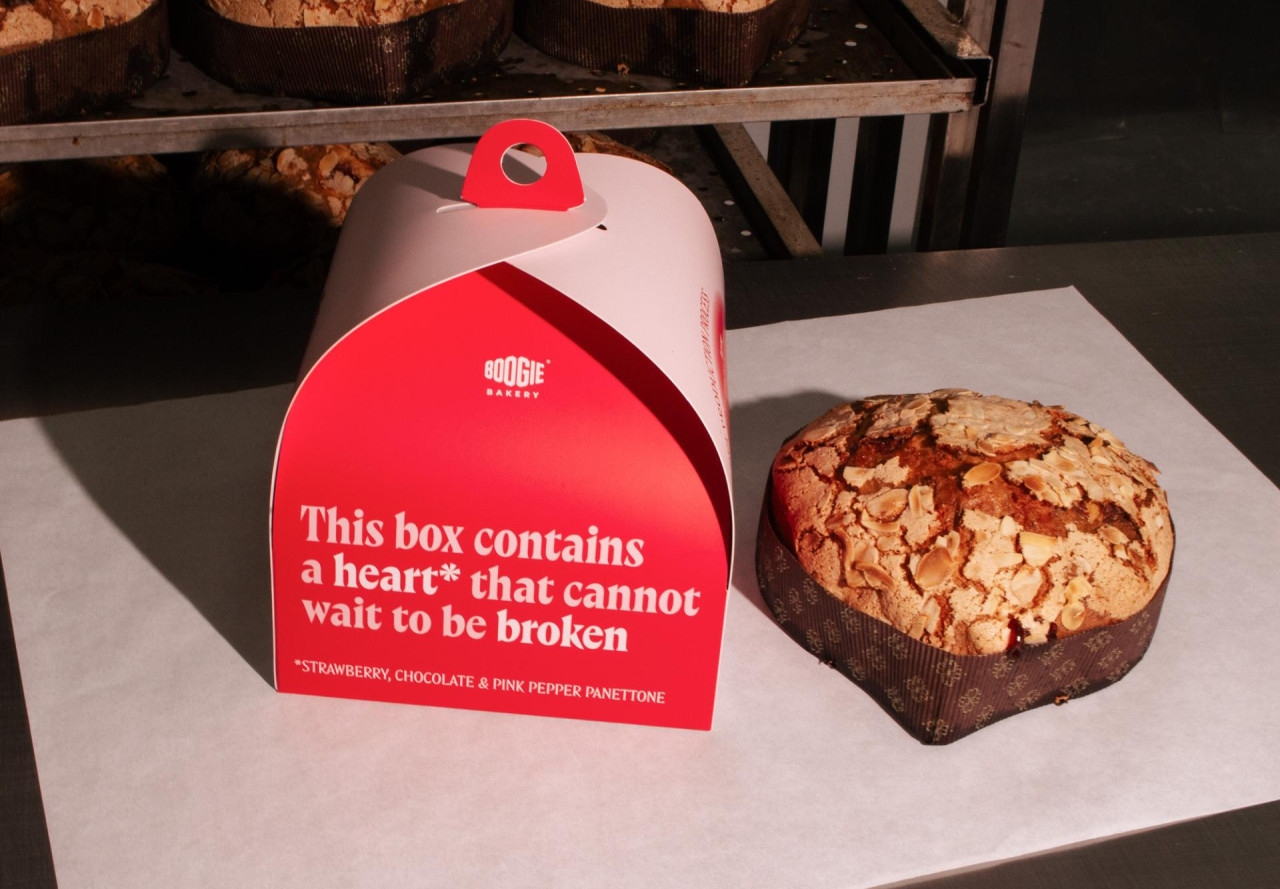 BOOGIE
BAKERY
This box contains
a heart* that cannot
wait to be broken
*STRAWBERRY, CHOCOLATE & PINK PEPPER PANETTONE